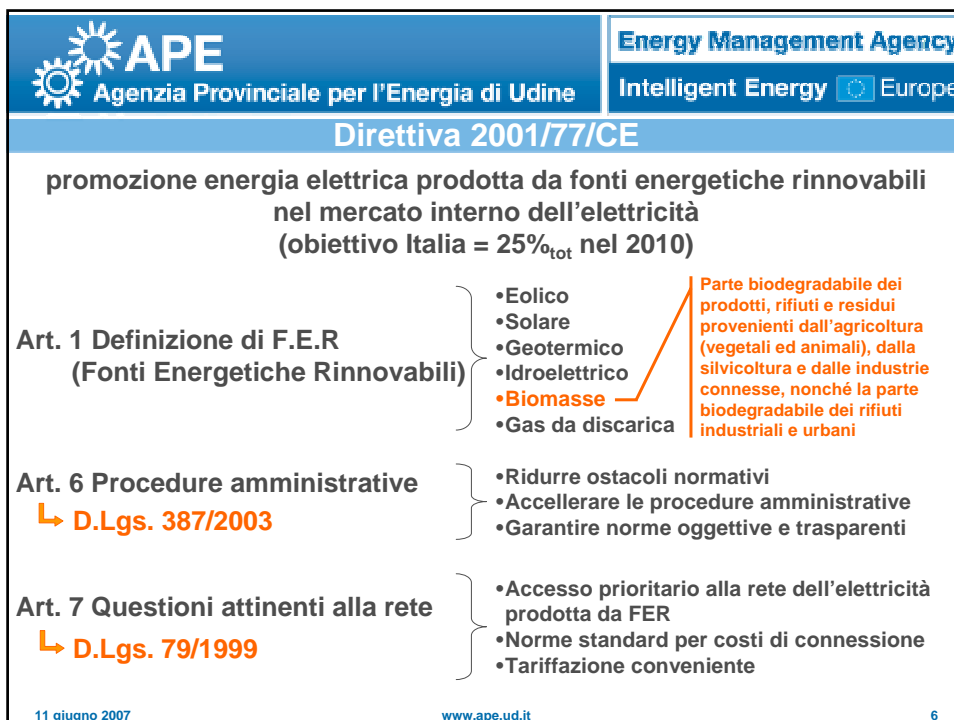 APE
Agenzia Provinciale per l'Energia di Udine
Energy Management Agency
Intelligent Energy Europe
Direttiva 2001/77/CE
promozione energia elettrica prodotta da fonti energetiche rinnovabili
nel mercato interno dell'elettricità
(obiettivo Italia = 25%tot nel 2010)
Art. 1 Definizione di F.E.R
(Fonti Energetiche Rinnovabili)
•Eolico
•Solare
•Geotermico
•Idroelettrico
•Biomasse
•Gas da discarica
Parte biodegradabile dei
prodotti, rifiuti e residui
provenienti dall'agricoltura
(vegetali ed animali), dalla
silvicoltura e dalle industrie
connesse, nonché la parte
biodegradabile dei rifiuti
industriali e urbani
Art. 6 Procedure amministrative
D.Lgs. 387/2003
•Ridurre ostacoli normativi
•Accellerare le procedure amministrative
•Garantire norme oggettive e trasparenti
Art. 7 Questioni attinenti alla rete
D.Lgs. 79/1999
•Accesso prioritario alla rete dell'elettricità
prodotta da FER
•Norme standard per costi di connessione
•Tariffazione conveniente
11 giugno 2007
www.ape.ud.it
6